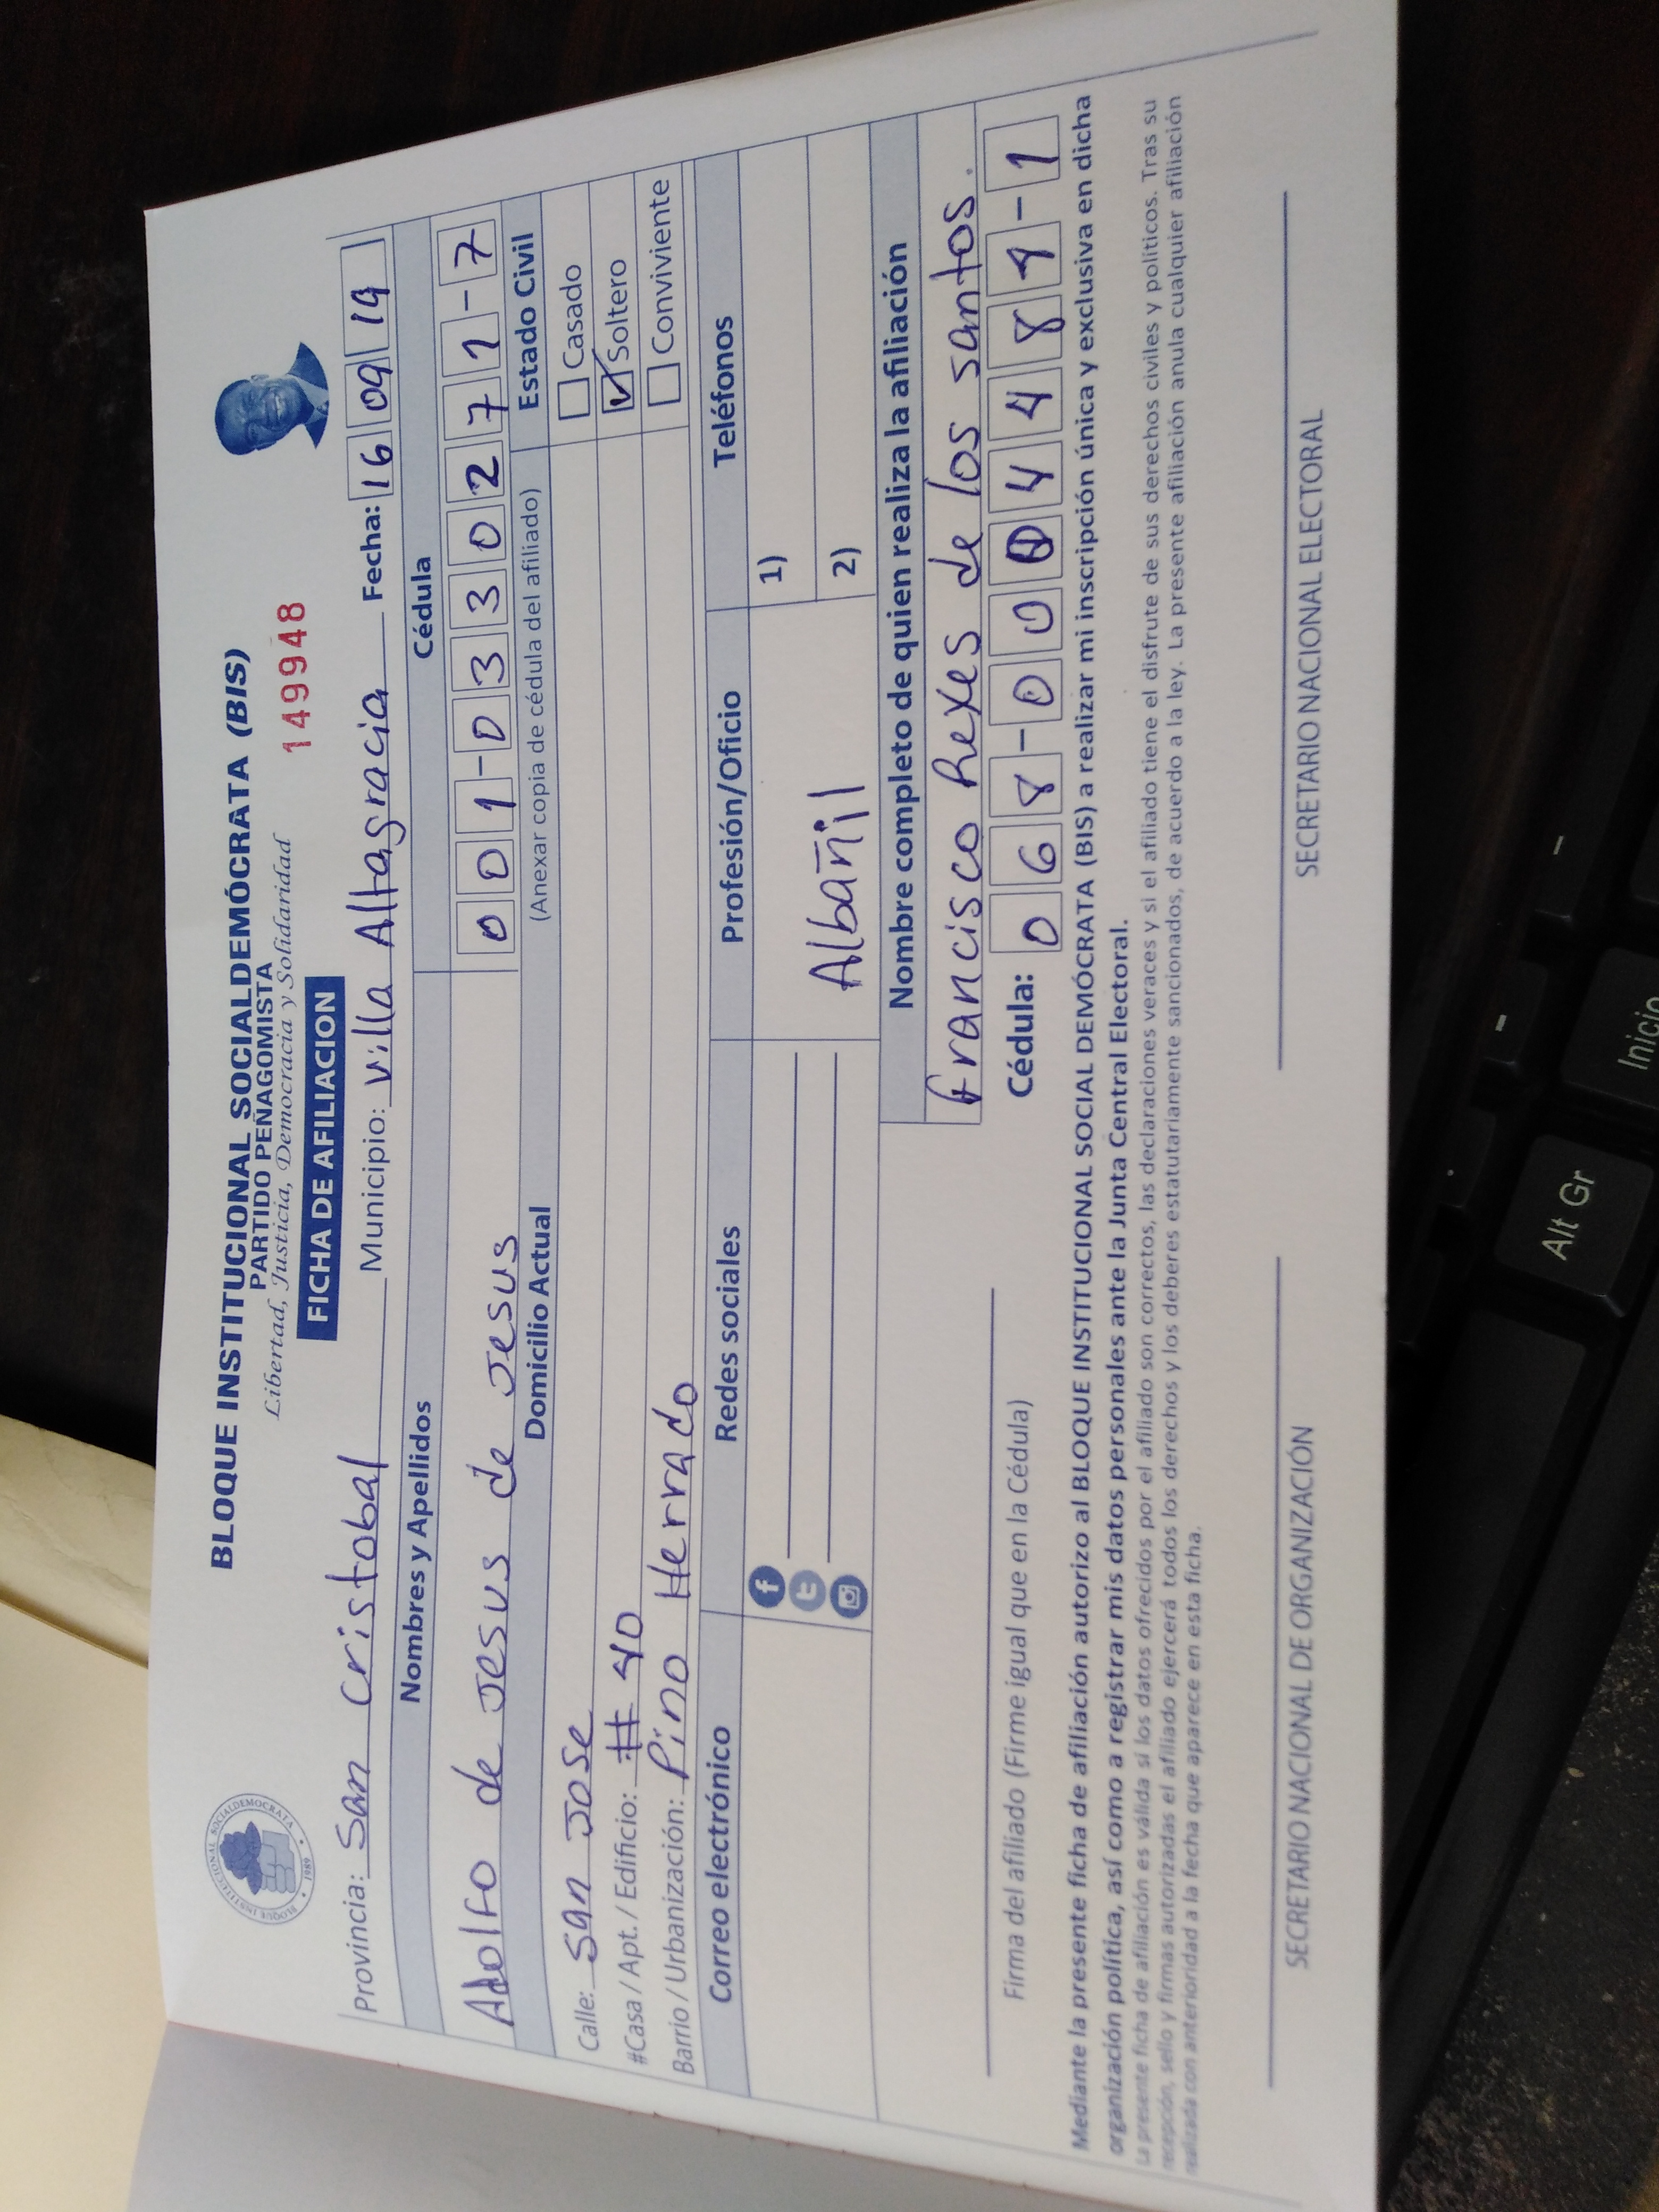 BLOQUE INSTITUCIONAL SOCIALDEMÓCRATA (BIS)
PARTIDO PEÑAGOMISTA
Libertad, Justicia, Democracia y Solidaridad
149948
FICHA DE AFILIACION
BLOQUE INSTITUCIONAL SOCIALDEMOCRATA • 1989 •
Provincia: San Cristobal Municipio: Villa Altagracia Fecha: 16 09 19
Nombres y Apellidos Cédula
Adolfo de Jesus de Jesus 001-0330277-7
1
Domicilio Actual (Anexar copia de cédula del afiliado) Estado Civil
Calle: San Jose Casado
#Casa / Apt. / Edificio: # 40 Soltero
Barrio / Urbanización: Pino Herrado Conviviente
Correo electrónico Redes sociales Profesión/Oficio Teléfonos
1)
Albañil 2)
Nombre completo de quien realiza la afiliación
francisco Rexes de los santos.
Firma del afiliado (Firme igual que en la Cédula) Cédula: 068-0004489-1
Mediante la presente ficha de afiliación autorizo al BLOQUE INSTITUCIONAL SOCIAL DEMÓCRATA (BIS) a realizar mi inscripción única y exclusiva en dicha
organización política, así como a registrar mis datos personales ante la Junta Central Electoral.
La presente ficha de afiliación es válida si los datos ofrecidos por el afiliado son correctos, las declaraciones veraces y si el afiliado tiene el disfrute de sus derechos civiles y políticos. Tras su
recepción, sello y firmas autorizadas el afiliado ejercerá todos los derechos y los deberes estatutariamente sancionados, de acuerdo a la ley. La presente afiliación anula cualquier afiliación
realizada con anterioridad a la fecha que aparece en esta ficha.
SECRETARIO NACIONAL DE ORGANIZACIÓN SECRETARIO NACIONAL ELECTORAL
Alt Gr
Inicio